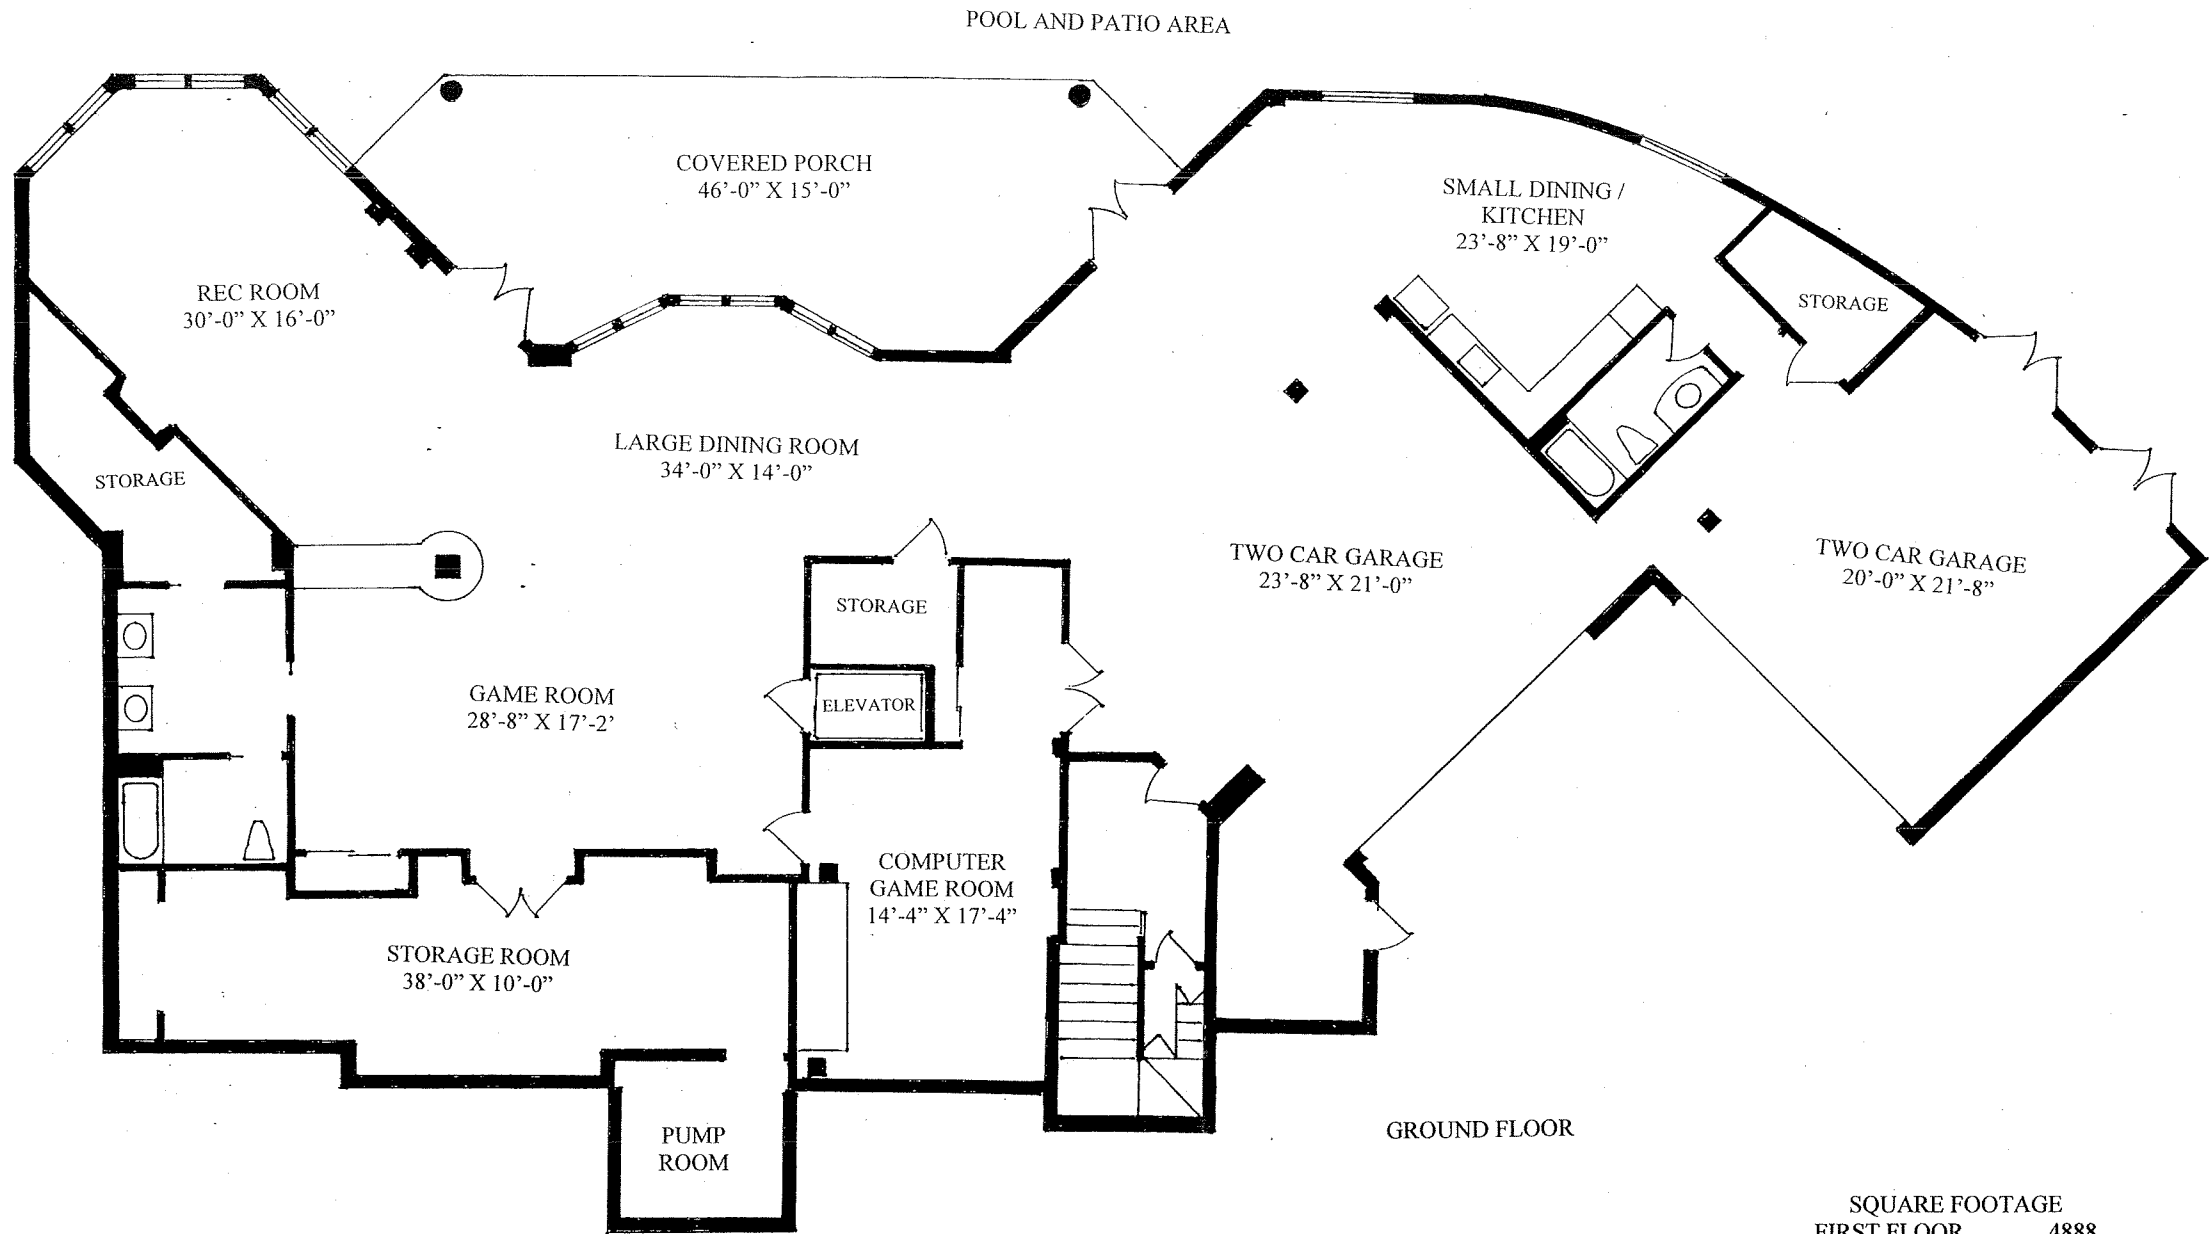 POOL AND PATIO AREA
COVERED PORCH
46'-0" X 15'-0"
SMALL DINING /
KITCHEN
23'-8" X 19'-0"
REC ROOM
30'-0" X 16'-0"
STORAGE
LARGE DINING ROOM
34'-0" X 14'-0"
STORAGE
TWO CAR GARAGE
23'-8" X 21'-0"
TWO CAR GARAGE
20'-0" X 21'-8"
STORAGE
GAME ROOM
28'-8" X 17'-2'
ELEVATOR
COMPUTER
GAME ROOM
14'-4" X 17'-4"
STORAGE ROOM
38'-0" X 10'-0"
PUMP
ROOM
GROUND FLOOR
SQUARE FOOTAGE
FIRST FLOOR 4888